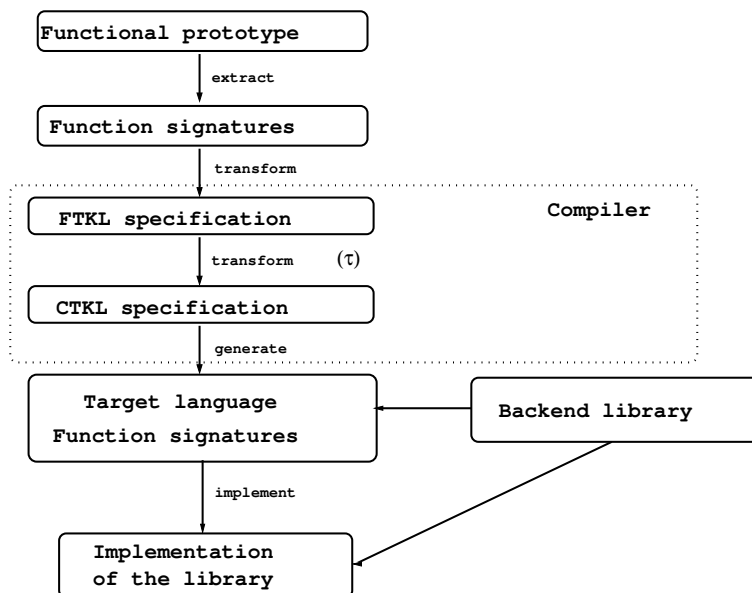 Functional prototype
extract
Function signatures
transform
FTKL specification
Compiler
transform
(τ)
CTKL specification
generate
Target language
Function signatures
Backend library
implement
Implementation
of the library